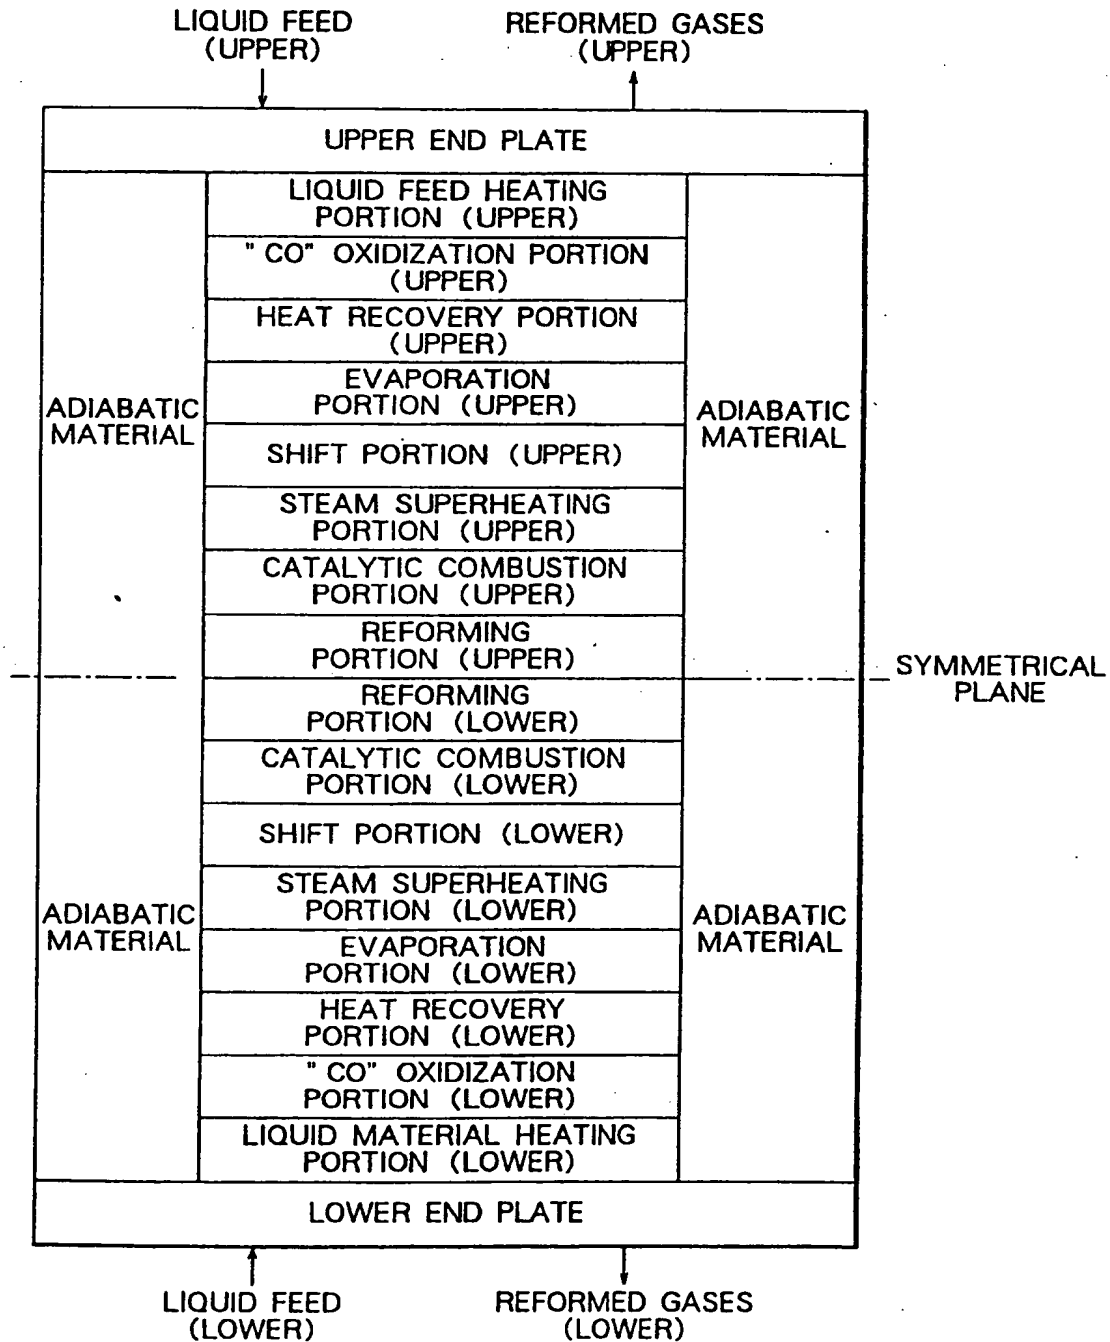 LIQUID FEED
(UPPER)
REFORMED GASES
(UPPER)
UPPER END PLATE
LIQUID FEED HEATING
PORTION (UPPER)
"CO" OXIDIZATION PORTION
(UPPER)
HEAT RECOVERY PORTION
(UPPER)
EVAPORATION
PORTION (UPPER)
ADIABATIC
MATERIAL
ADIABATIC
MATERIAL
SHIFT PORTION (UPPER)
STEAM SUPERHEATING
PORTION (UPPER)
CATALYTIC COMBUSTION
PORTION (UPPER)
REFORMING
PORTION (UPPER)
SYMMETRICAL
PLANE
REFORMING
PORTION (LOWER)
CATALYTIC COMBUSTION
PORTION (LOWER)
SHIFT PORTION (LOWER)
STEAM SUPERHEATING
PORTION (LOWER)
ADIABATIC
MATERIAL
ADIABATIC
MATERIAL
EVAPORATION
PORTION (LOWER)
HEAT RECOVERY
PORTION (LOWER)
"CO" OXIDIZATION
PORTION (LOWER)
LIQUID MATERIAL HEATING
PORTION (LOWER)
LOWER END PLATE
LIQUID FEED
(LOWER)
REFORMED GASES
(LOWER)